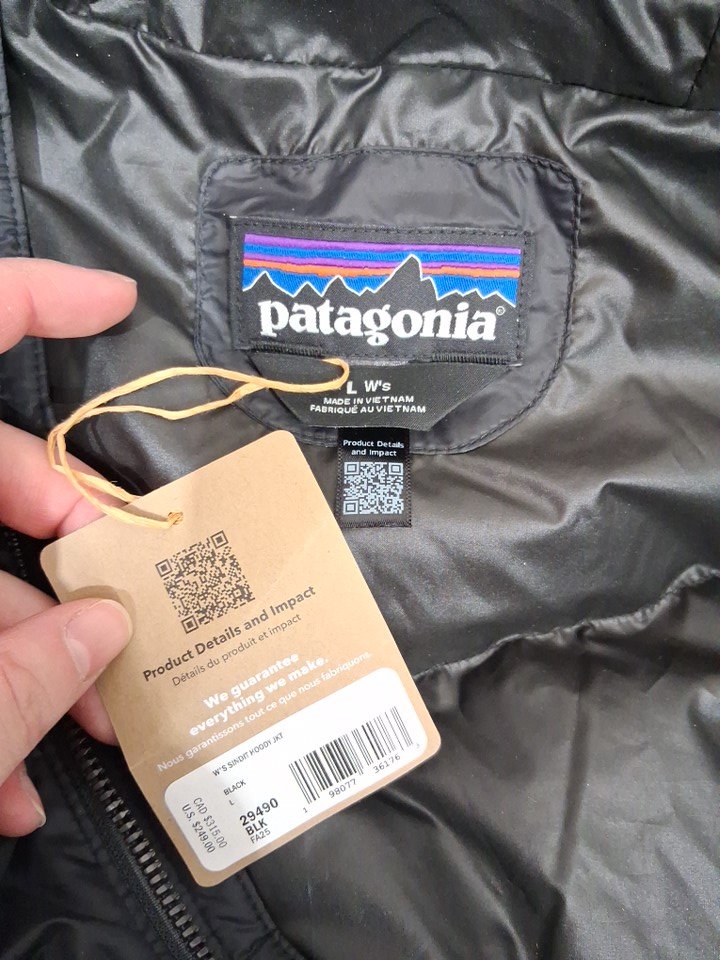 patagonia®
L W's
MADE IN VIETNAM
FABRIQUÉ AU VIETNAM
Product Details
and Impact
Product Details and Impact
Détails du produit et impact
We guarantee
everything we make.
Nous garantissons tout ce que nous fabriquons.
W'S SINDIT HOODY JKT
BLACK
L
29490
BLK
FA25
CAD $315.00
U.S. $249.00
1 98077 36176